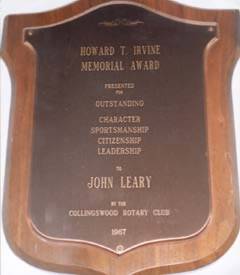 HOWARD T. IRVINE
MEMORIAL AWARD
PRESENTED
FOR
OUTSTANDING
CHARACTER
SPORTSMANSHIP
CITIZENSHIP
LEADERSHIP
TO
JOHN LEARY
BY THE
COLLINGSWOOD ROTARY CLUB
1967